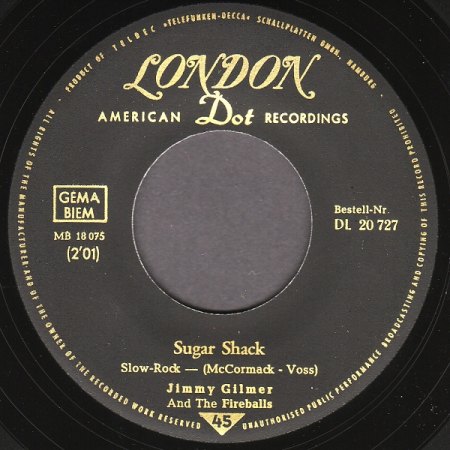 PRODUCT OF TELDEC »TELEFUNKEN-DECCA« SCHALLPLATTEN GMBH, HAMBURG -
ALL RIGHTS OF THE MANUFACTURER AND OF THE OWNER OF THE RECORDED WORK RESERVED
UNAUTHORISED PUBLIC PERFORMANCE BROADCASTING AND COPYING OF THIS RECORD PROHIBITED
LONDON
AMERICAN Dot RECORDINGS
GEMA
BIEM
MB 18 075
(2'01)
Bestell-Nr.
DL 20 727
Sugar Shack
Slow-Rock — (McCormack - Voss)
Jimmy Gilmer
And The Fireballs
45